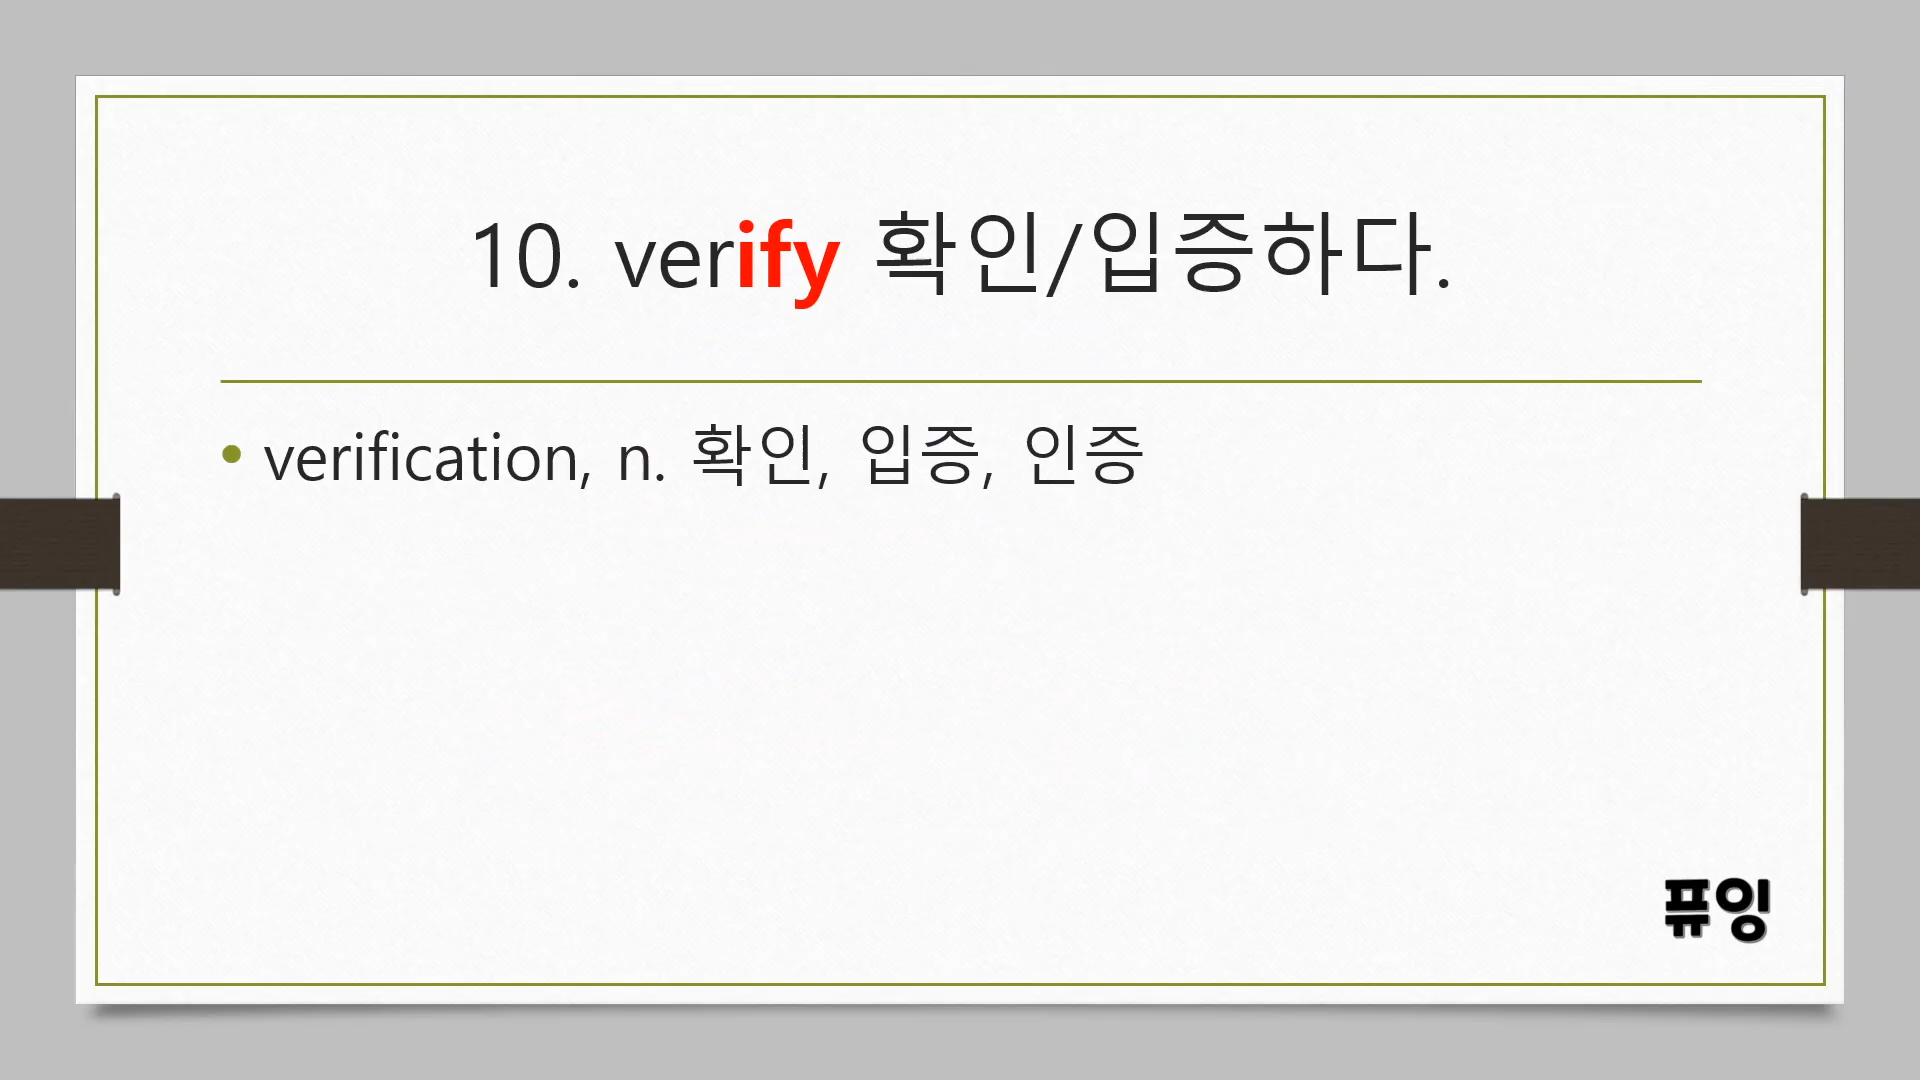 10. verify 확인/입증하다.
verification, n. 확인, 입증, 인증
퓨잉